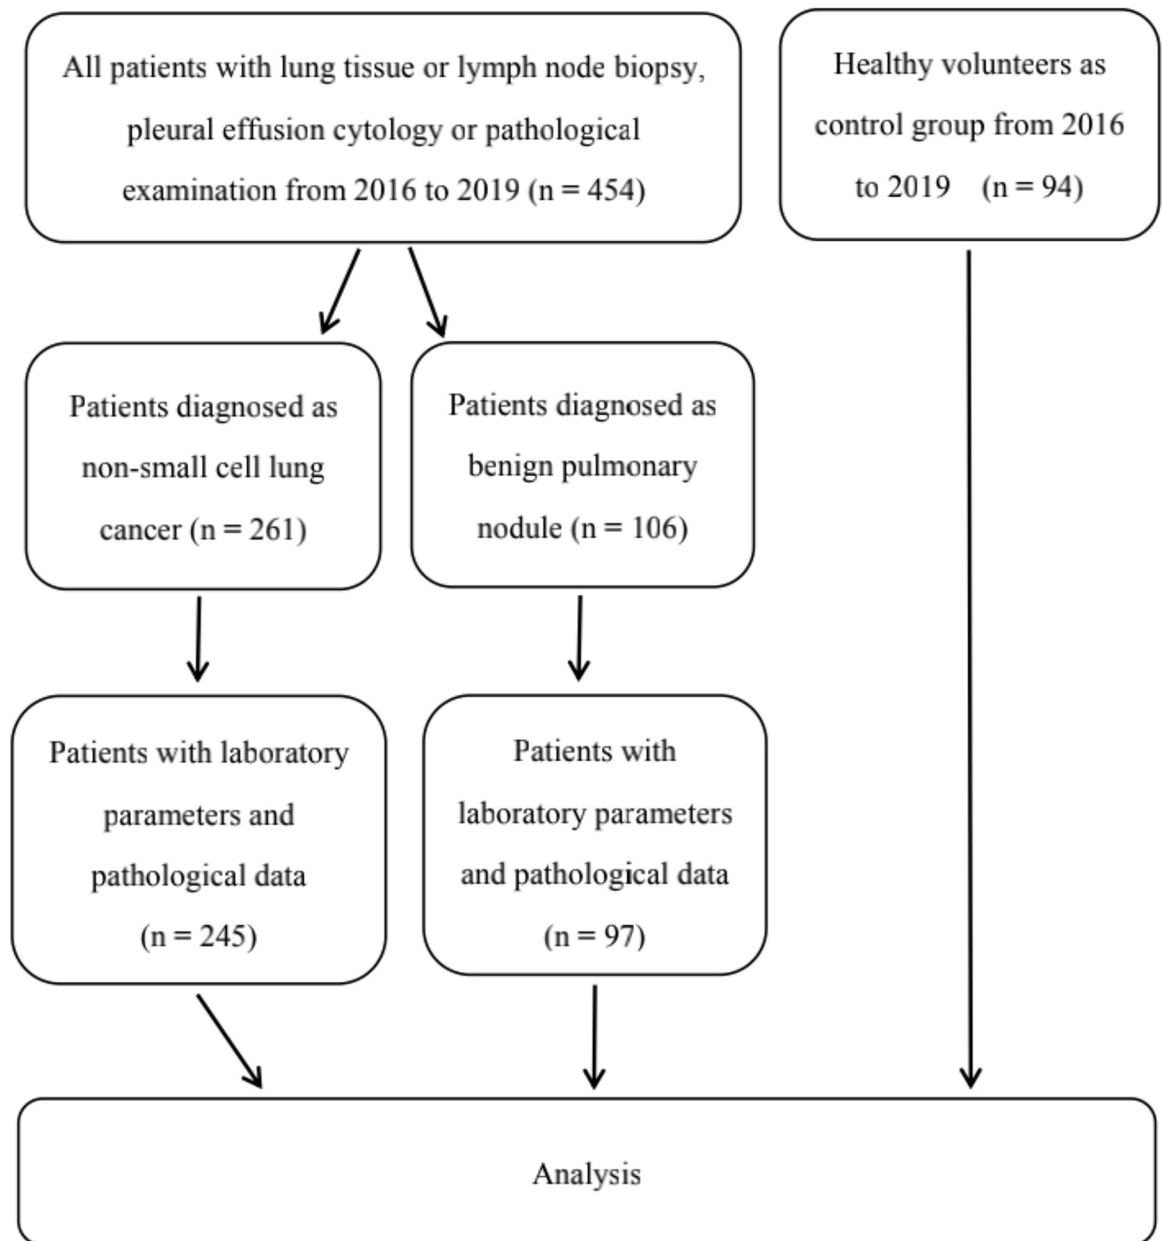 All patients with lung tissue or lymph node biopsy,
pleural effusion cytology or pathological
examination from 2016 to 2019 (n = 454)
Healthy volunteers as
control group from 2016
to 2019 (n = 94)
Patients diagnosed as
non-small cell lung
cancer (n = 261)
Patients diagnosed as
benign pulmonary
nodule (n = 106)
Patients with laboratory
parameters and
pathological data
(n = 245)
Patients with
laboratory parameters
and pathological data
(n = 97)
Analysis